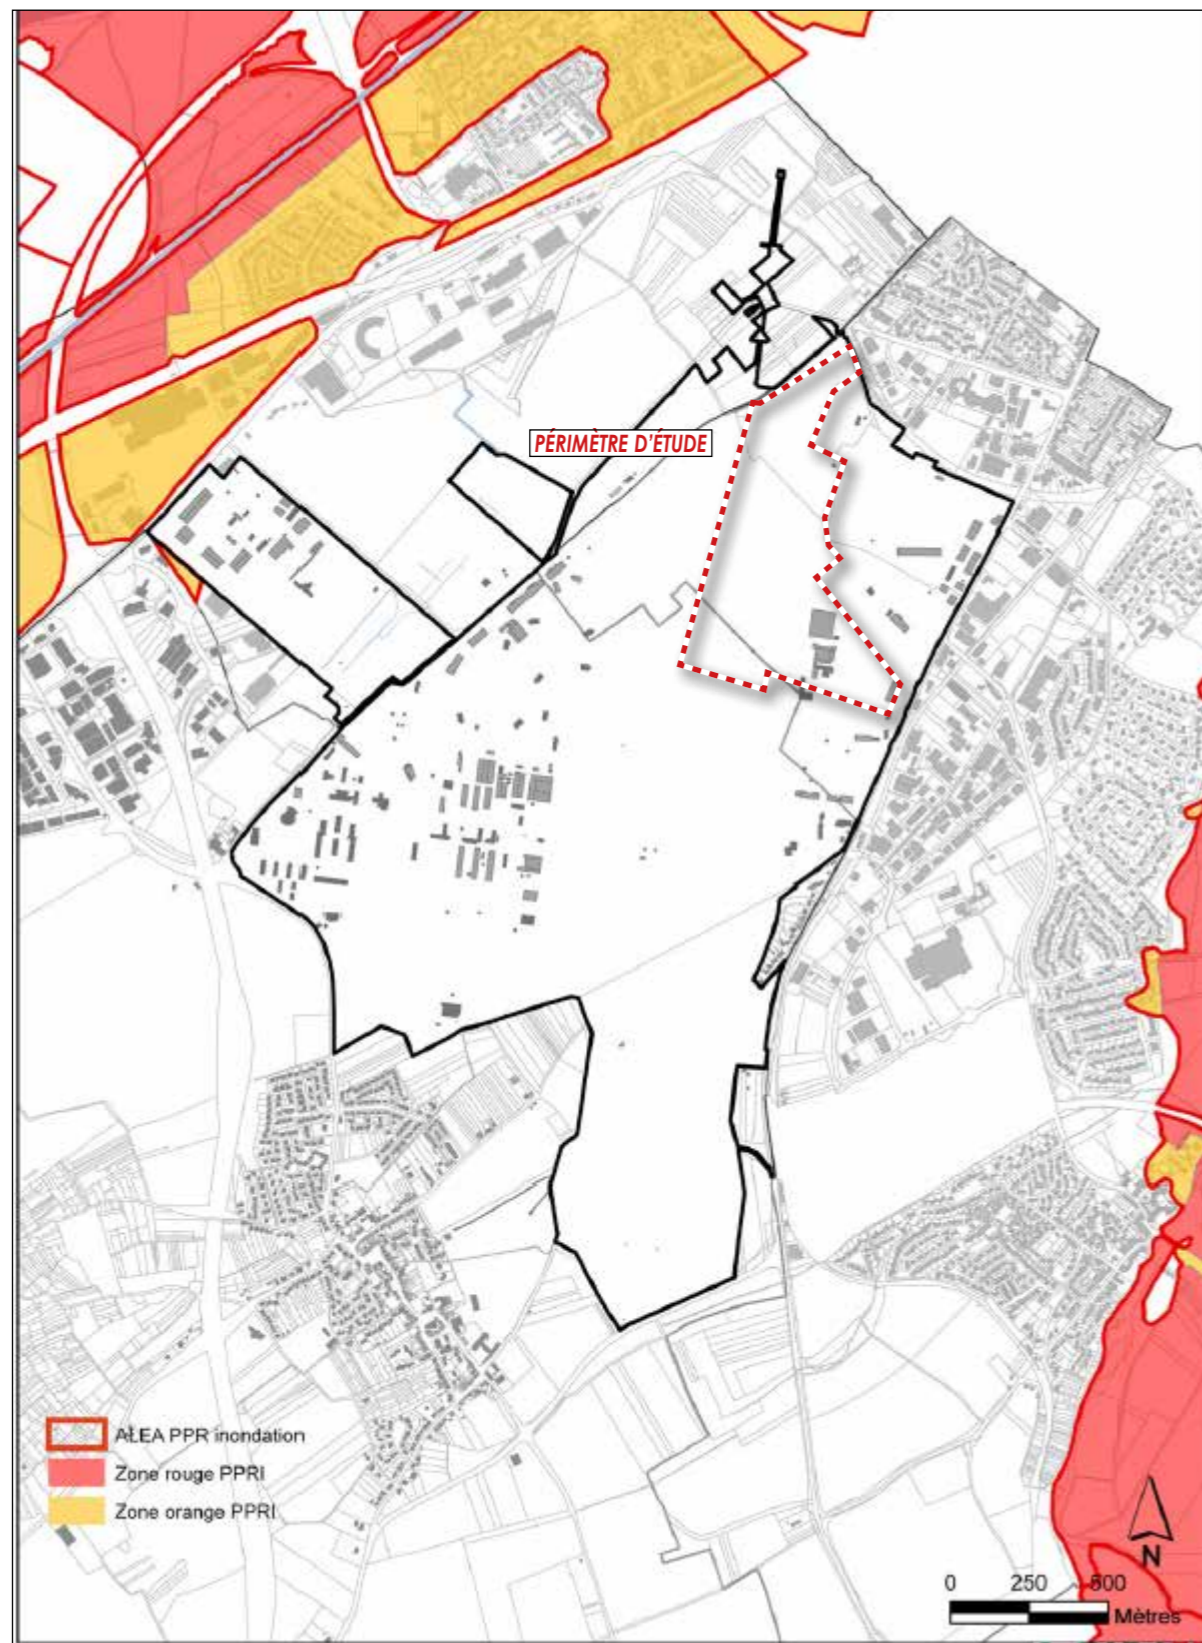 PÉRIMÈTRE D'ÉTUDE
ALEA PPR inondation
Zone rouge PPRI
Zone orange PPRI
N
0 250 500
Mètres